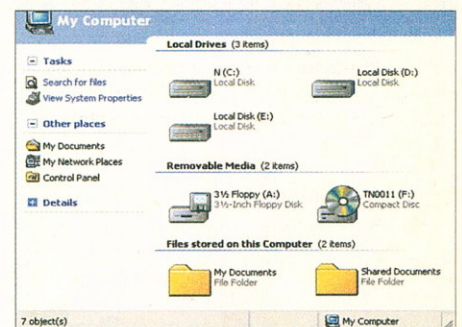 My Computer
Tasks
Search for files
View System Properties
Other places
My Documents
My Network Places
Control Panel
Details
Local Drives (3 items)
N (C:)
Local Disk
Local Disk (D:)
Local Disk
Local Disk (E:)
Local Disk
Removable Media (2 items)
3½ Floppy (A:)
3½-Inch Floppy Disk
TN0011 (F:)
Compact Disc
Files stored on this Computer (2 items)
My Documents
File Folder
Shared Documents
File Folder
7 object(s)
My Computer